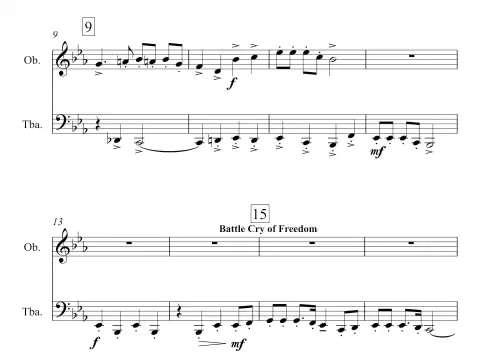 9
9
Ob.
f
Tba.
mf
15
13
Battle Cry of Freedom
Ob.
Tba.
f
mf